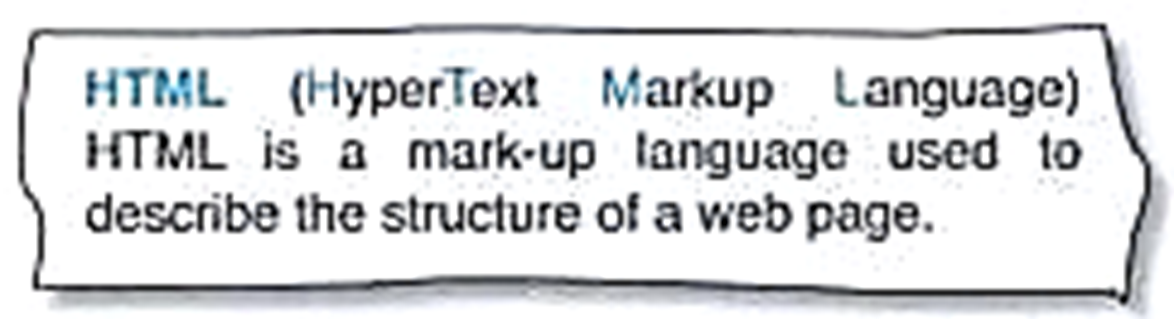 HTML (HyperText Markup Language)
HTML is a mark-up language used to
describe the structure of a web page.